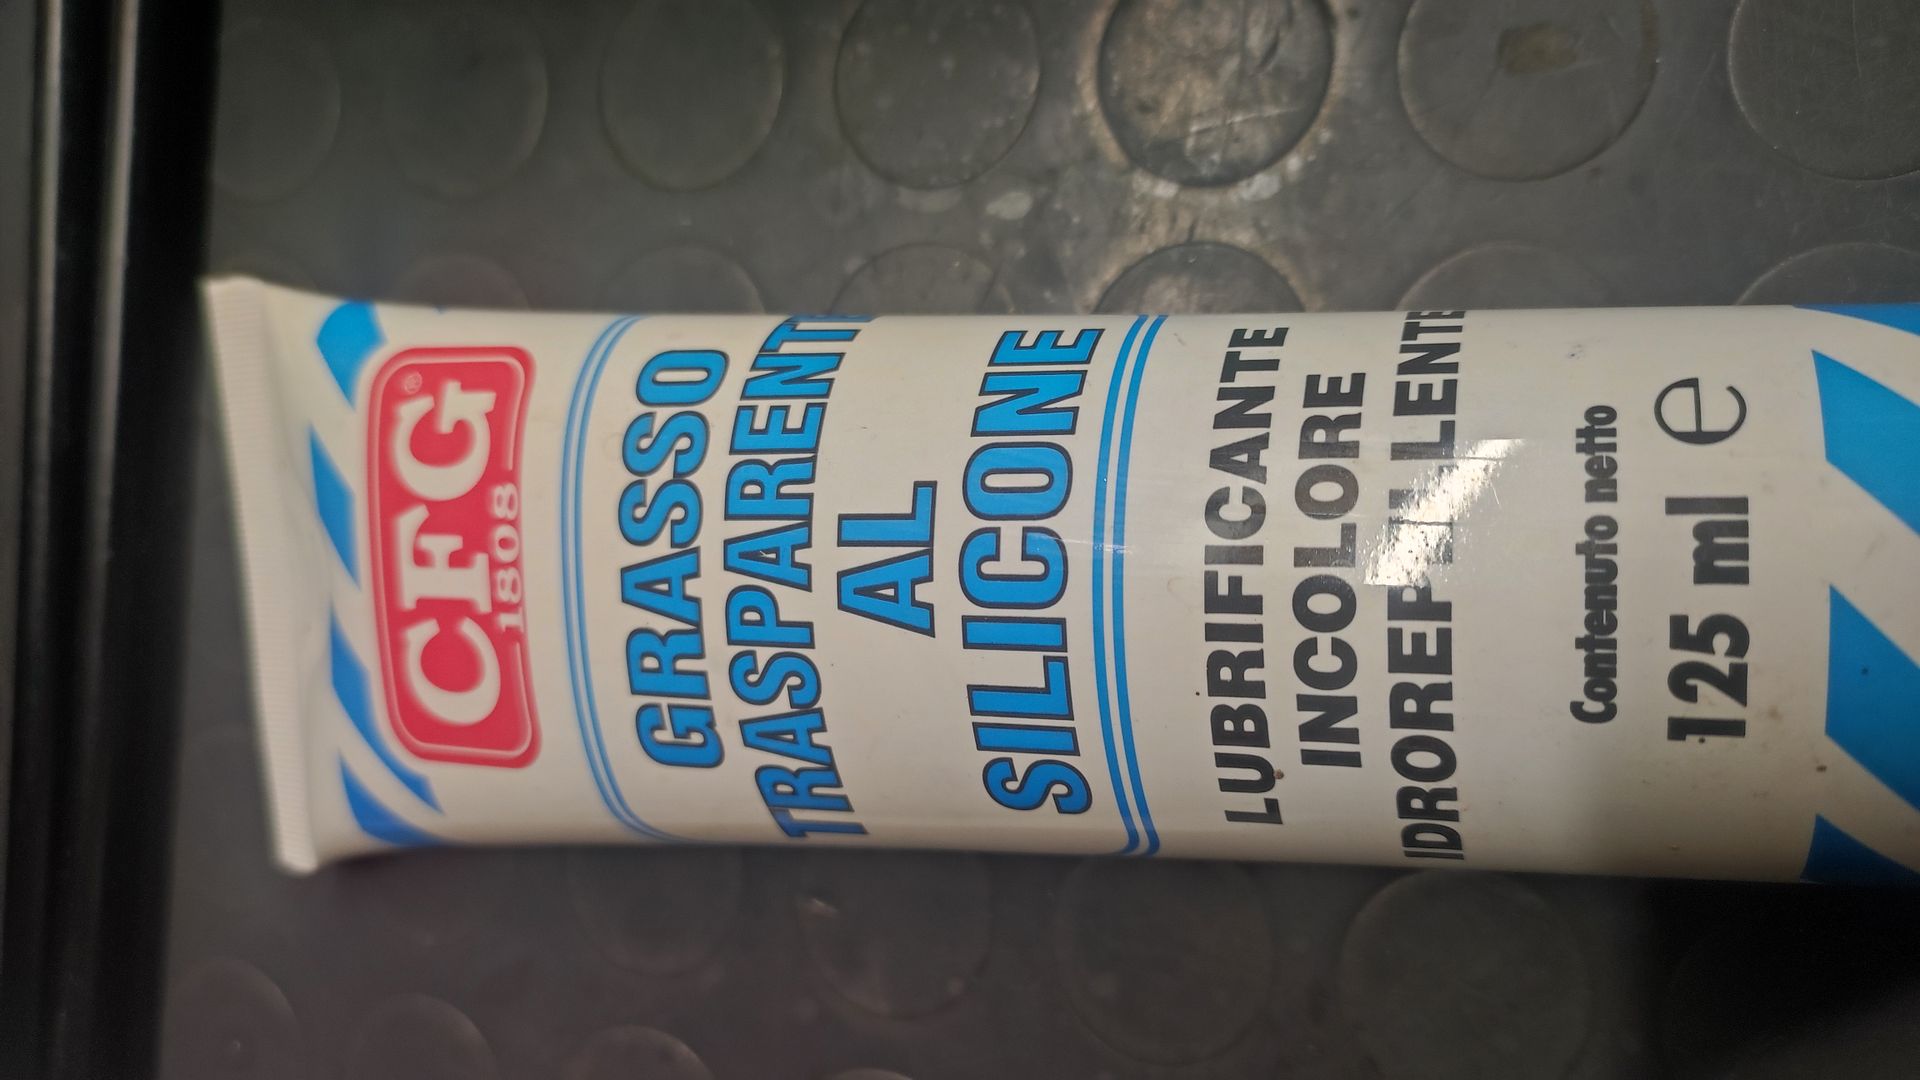 CFG®
1808
GRASSO
TRASPARENTE
AL
SILICONE
LUBRIFICANTE
INCOLORE
IDROREPELLENTE
Contenuto netto
125 ml e